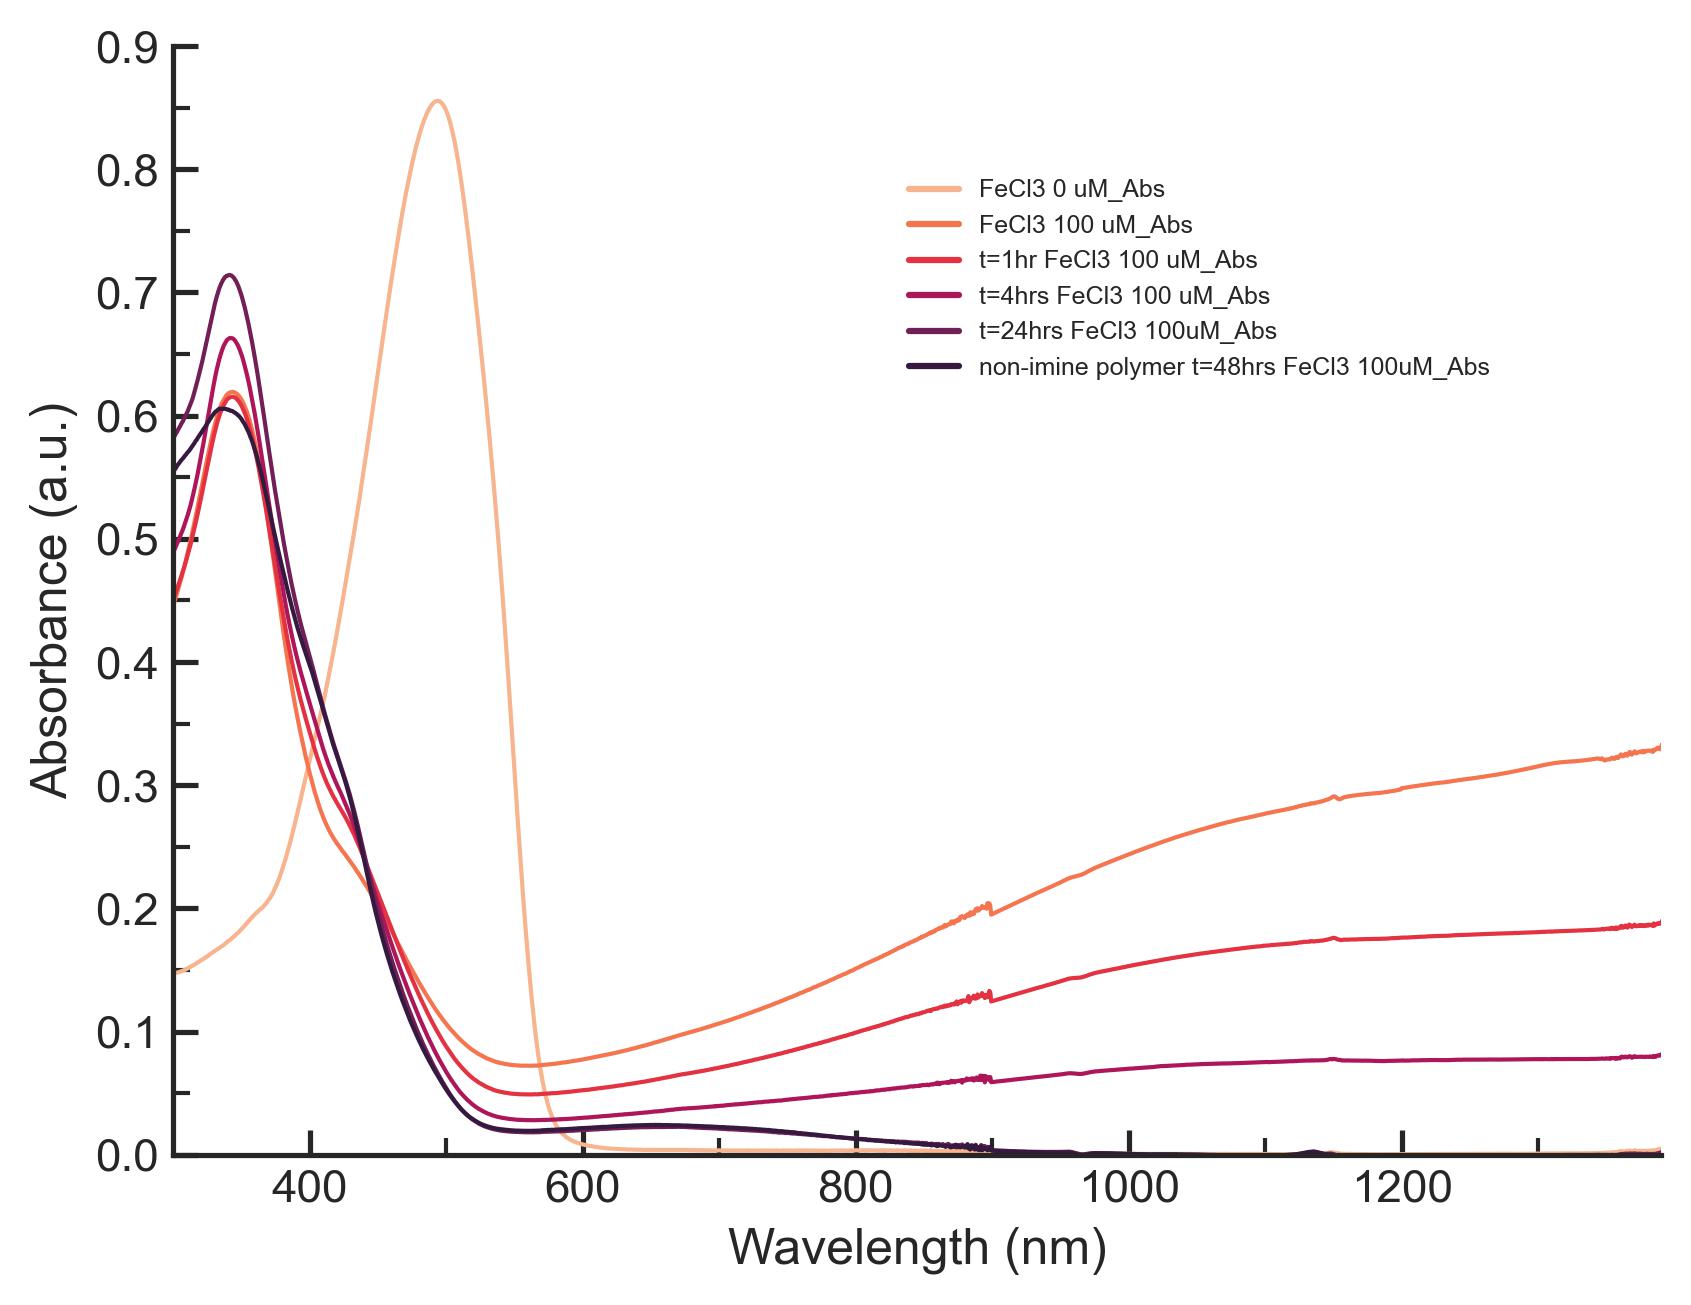 0.9
0.8
0.7
0.6
0.5
0.4
0.3
0.2
0.1
0.0
Absorbance (a.u.)
FeCl3 0 uM_Abs
FeCl3 100 uM_Abs
t=1hr FeCl3 100 uM_Abs
t=4hrs FeCl3 100 uM_Abs
t=24hrs FeCl3 100uM_Abs
non-imine polymer t=48hrs FeCl3 100uM_Abs
400 600 800 1000 1200
Wavelength (nm)